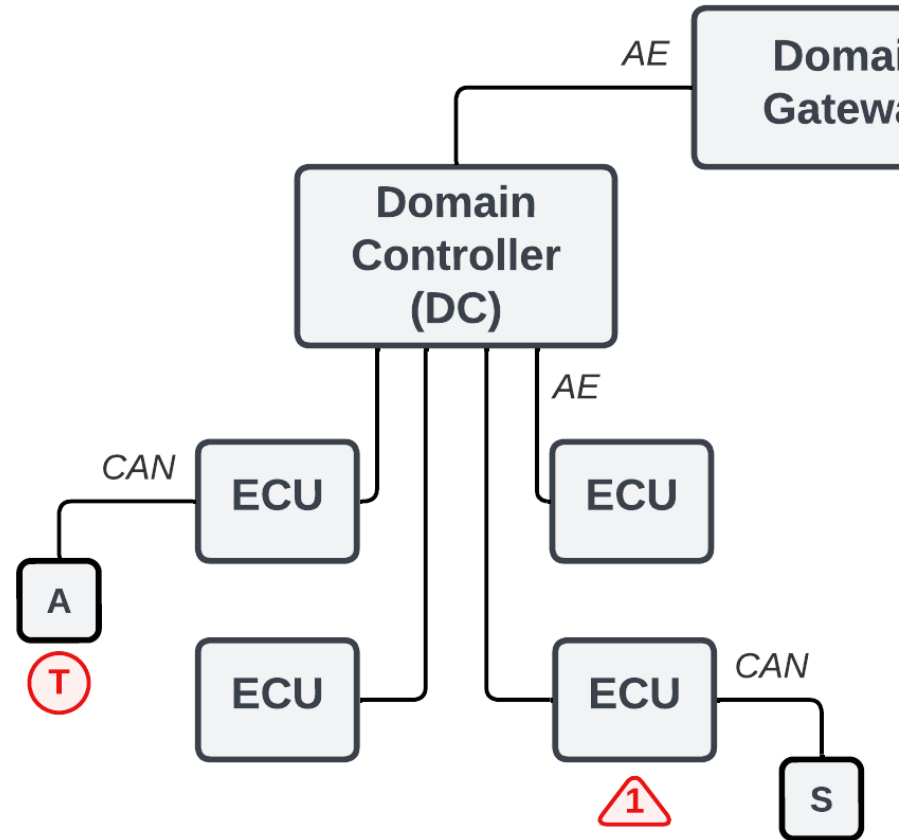 AE
Domai
Gatewa
Domain
Controller
(DC)
AE
CAN
ECU
ECU
A
T
ECU
ECU
CAN
1
S